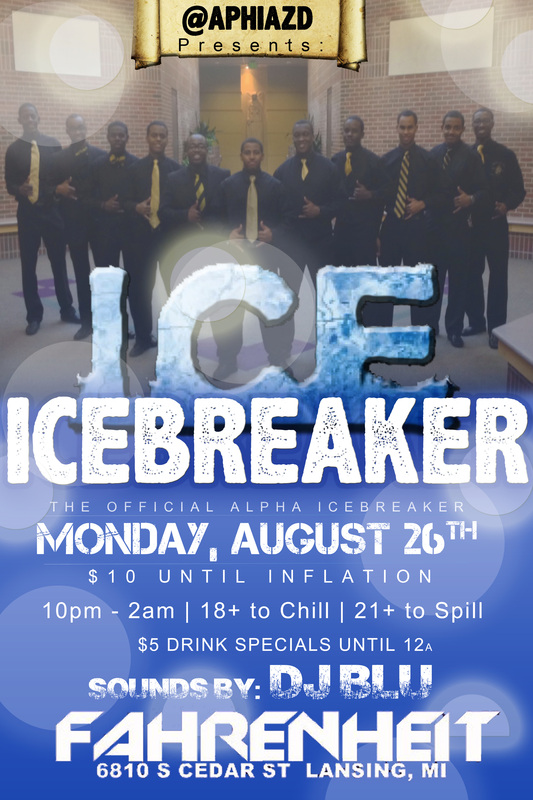 @APHIAZD
Presents:
ICE
ICEBREAKER
THE OFFICIAL ALPHA ICEBREAKER
MONDAY, AUGUST 26TH
$10 UNTIL INFLATION
10pm - 2am | 18+ to Chill | 21+ to Spill
$5 DRINK SPECIALS UNTIL 12A
SOUNDS BY: DJ BLU
FAHRENHEIT
6810 S CEDAR ST LANSING, MI